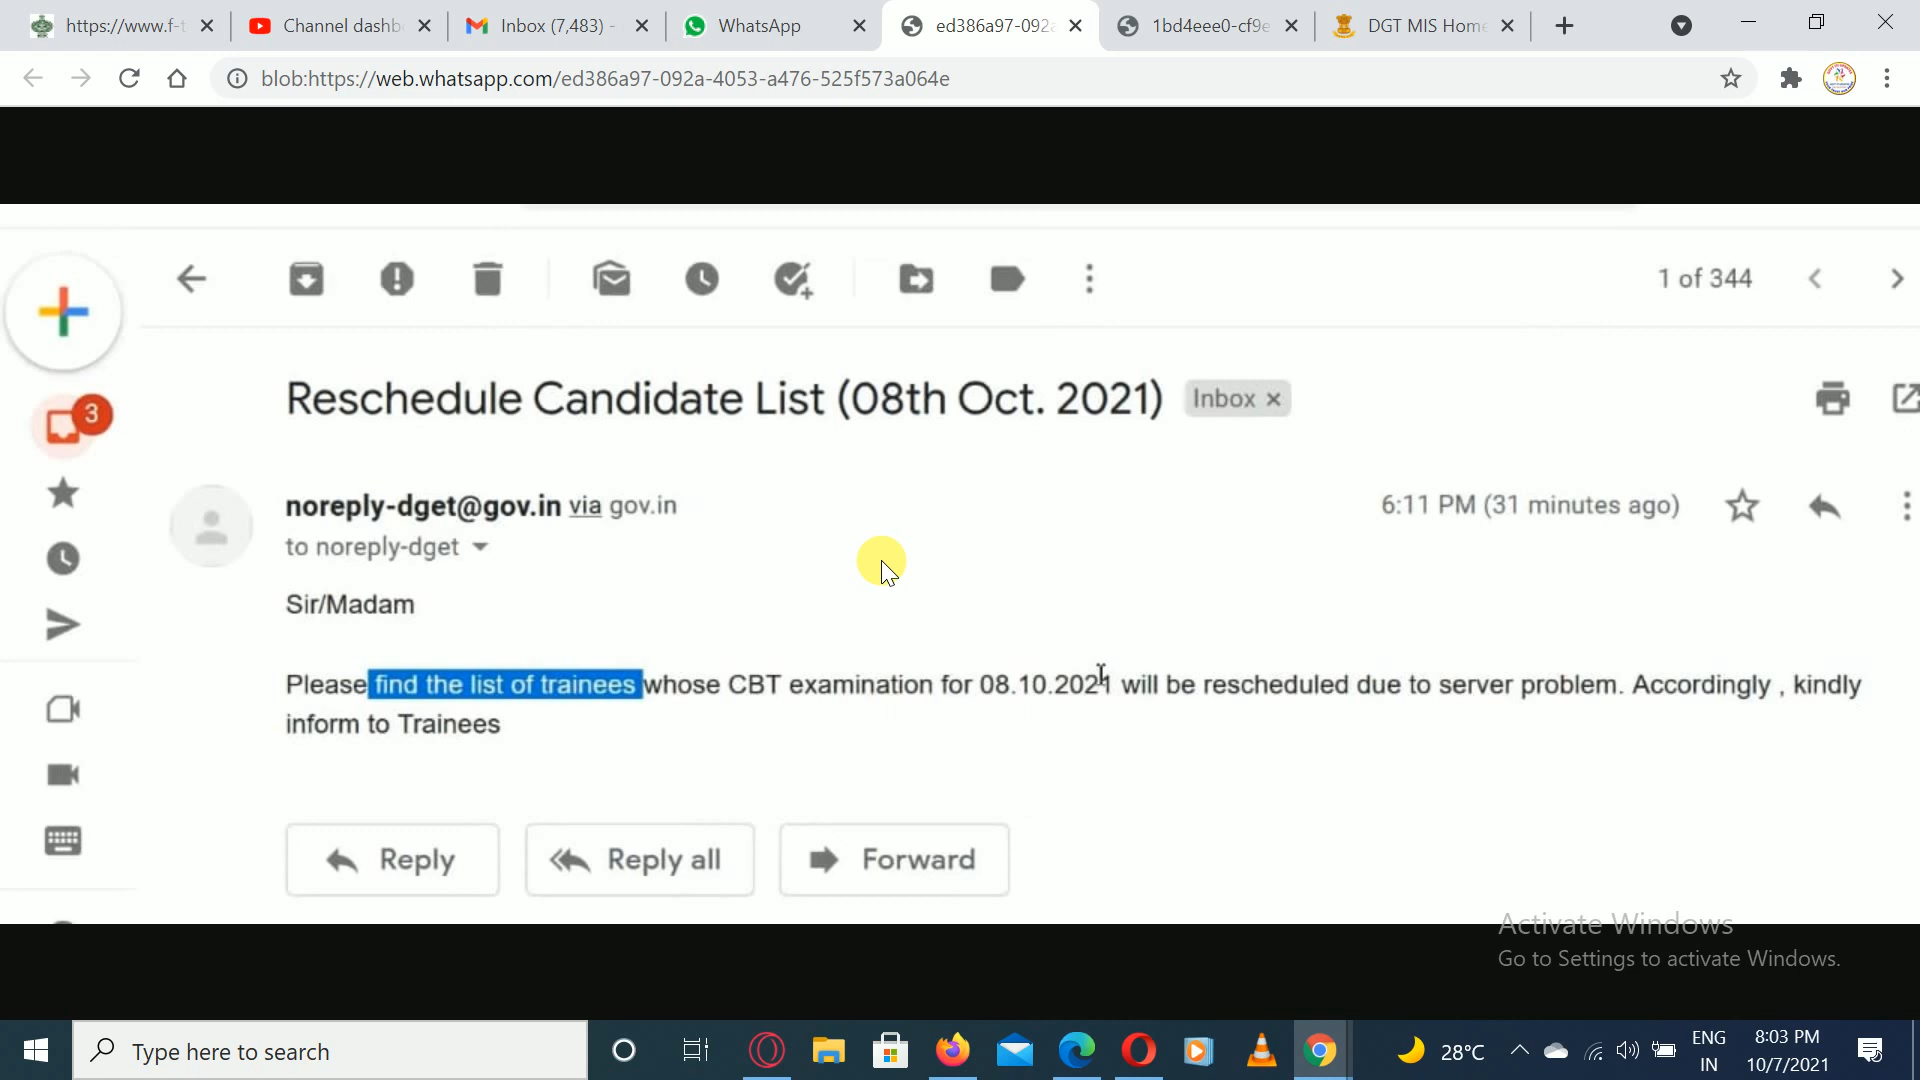 https://www.f-t
Channel dashb
Inbox (7,483) -
WhatsApp
ed386a97-092a
1bd4eee0-cf9e
DGT MIS Home
blob:https://web.whatsapp.com/ed386a97-092a-4053-a476-525f573a064e
1 of 344
3
Reschedule Candidate List (08th Oct. 2021) Inbox ×
noreply-dget@gov.in via gov.in
6:11 PM (31 minutes ago)
to noreply-dget
Sir/Madam
Please find the list of trainees whose CBT examination for 08.10.2021 will be rescheduled due to server problem. Accordingly , kindly
inform to Trainees
Reply
Reply all
Forward
Activate Windows
Go to Settings to activate Windows.
Type here to search
28°C
ENG
IN
8:03 PM
10/7/2021